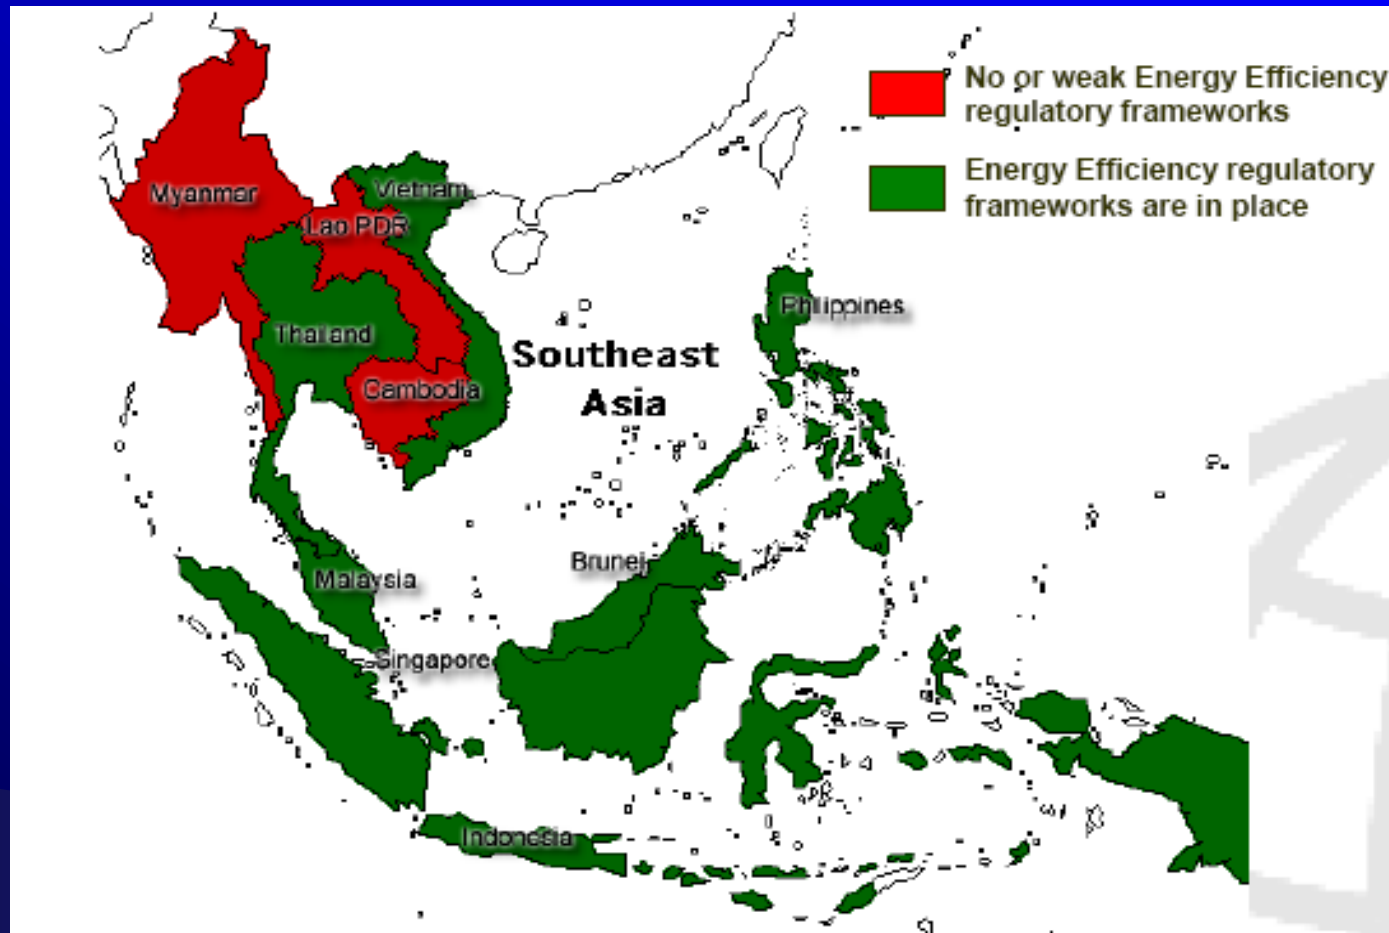 No or weak Energy Efficiency
regulatory frameworks
Energy Efficiency regulatory
frameworks are in place
Myanmar
Vietnam
Lao PDR
Thailand
Cambodia
Southeast
Asia
Philippines
Brunei
Malaysia
Singapore
Indonesia